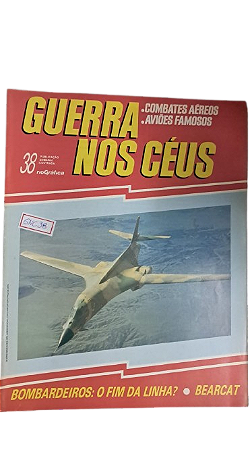 GUERRA
NOS CÉUS
.COMBATES AÉREOS
.AVIÕES FAMOSOS
38
BOMBARDEIROS: O FIM DA LINHA? • BEARCAT